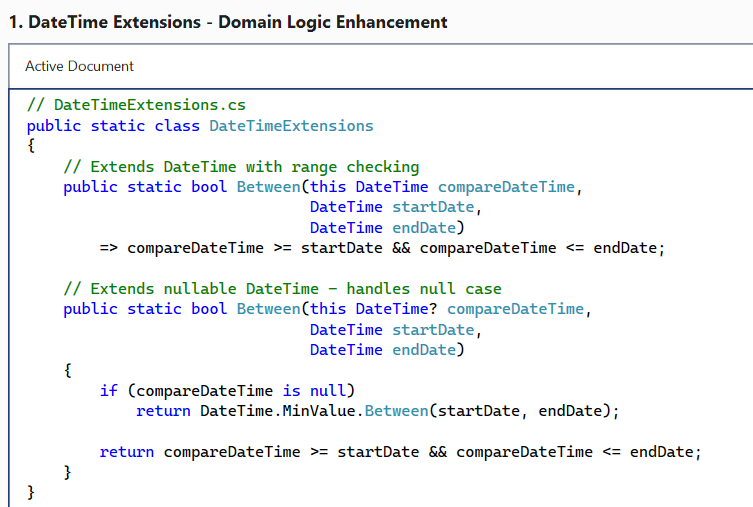 1. DateTime Extensions - Domain Logic Enhancement
Active Document
// DateTimeExtensions.cs
public static class DateTimeExtensions
{
    // Extends DateTime with range checking
    public static bool Between(this DateTime compareDateTime,
                               DateTime startDate,
                               DateTime endDate)
        => compareDateTime >= startDate && compareDateTime <= endDate;

    // Extends nullable DateTime – handles null case
    public static bool Between(this DateTime? compareDateTime,
                               DateTime startDate,
                               DateTime endDate)
    {
        if (compareDateTime is null)
            return DateTime.MinValue.Between(startDate, endDate);

        return compareDateTime >= startDate && compareDateTime <= endDate;
    }
}